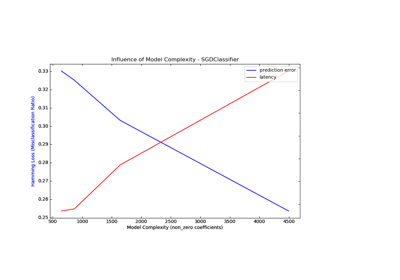 Influence of Model Complexity - SGDClassifier
prediction error
latency
Hamming Loss (Misclassification Ratio)
0.33
0.32
0.31
0.30
0.29
0.28
0.27
0.26
0.25
500 1000 1500 2000 2500 3000 3500 4000 4500
Model Complexity (non_zero coefficients)